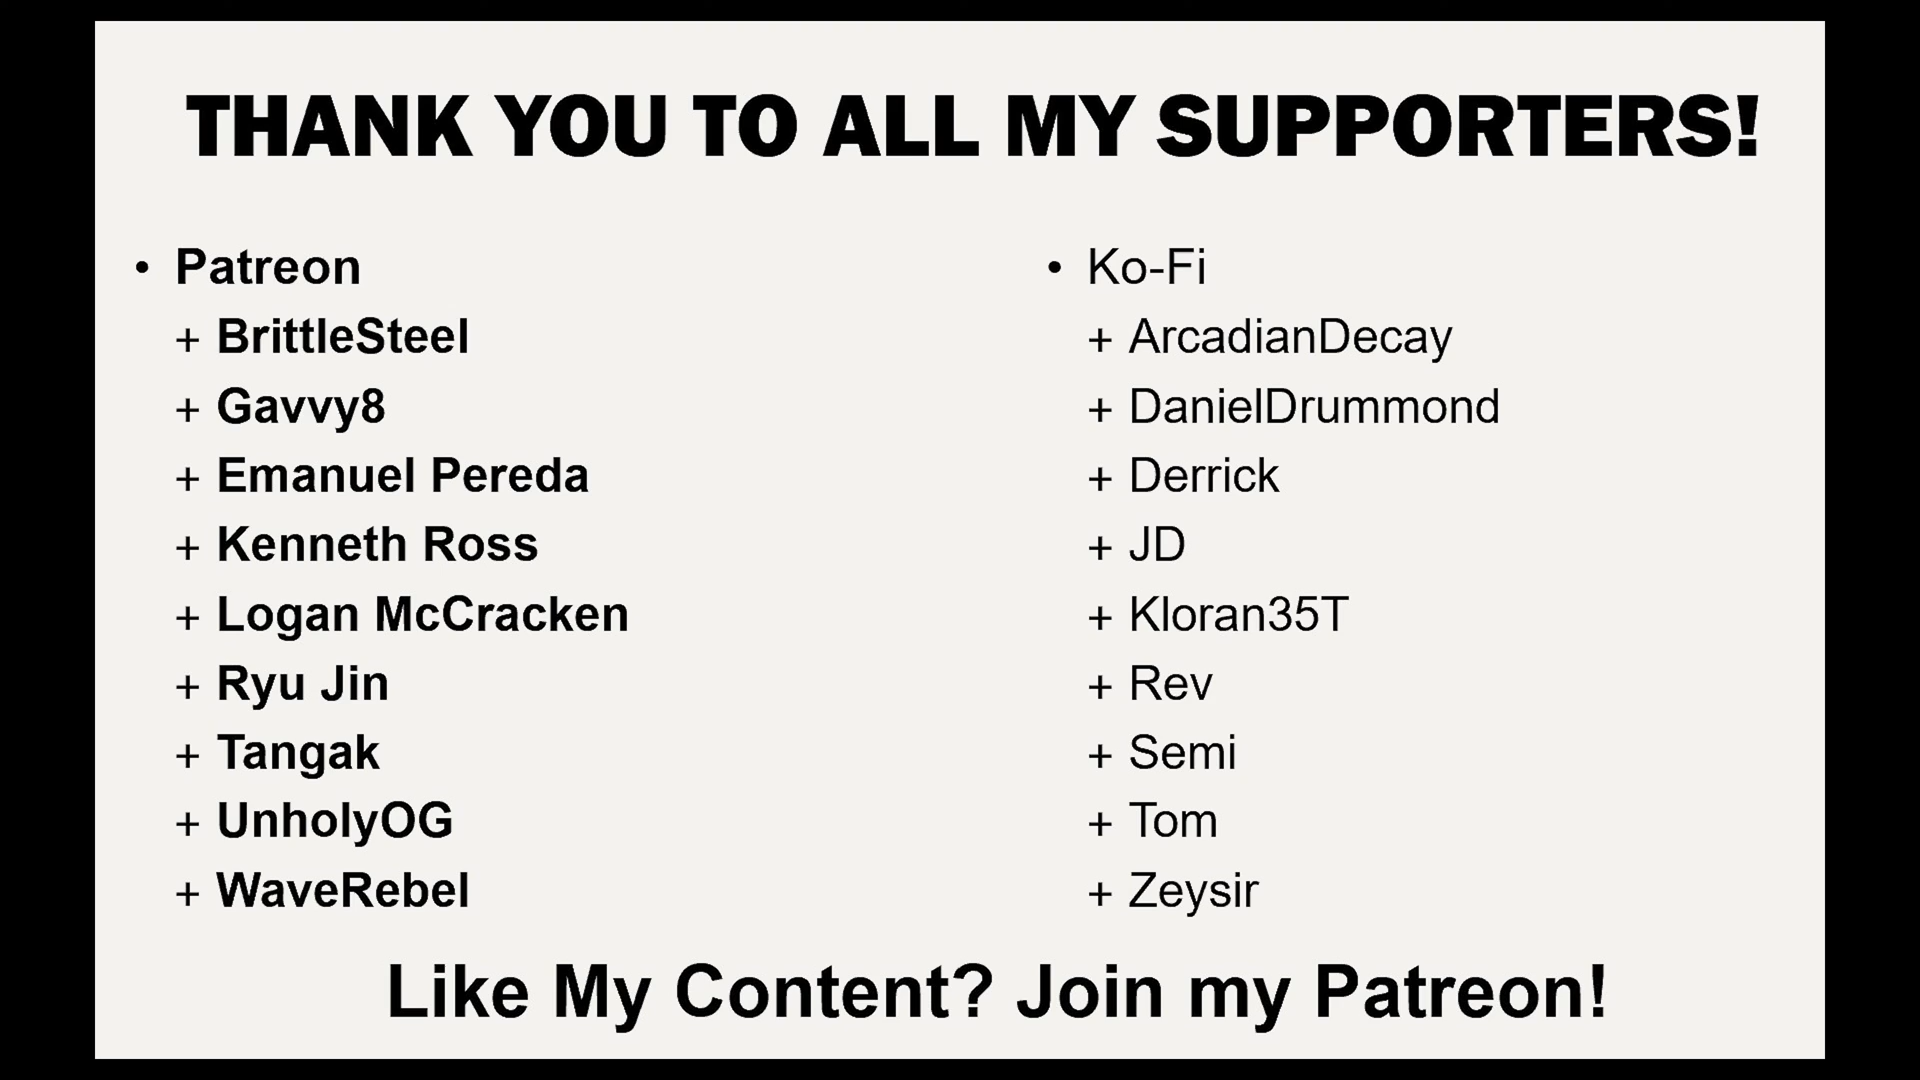 THANK YOU TO ALL MY SUPPORTERS!
• Patreon
+ BrittleSteel
+ Gavvy8
+ Emanuel Pereda
+ Kenneth Ross
+ Logan McCracken
+ Ryu Jin
+ Tangak
+ UnholyOG
+ WaveRebel
• Ko-Fi
+ ArcadianDecay
+ DanielDrummond
+ Derrick
+ JD
+ Kloran35T
+ Rev
+ Semi
+ Tom
+ Zeysir
Like My Content? Join my Patreon!